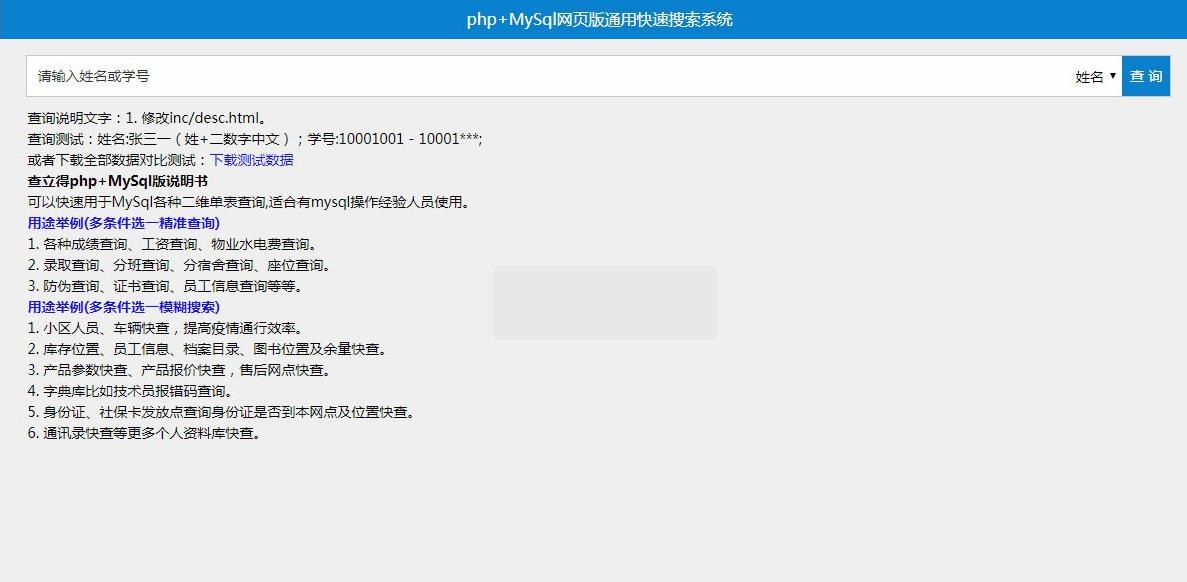 php+MySql网页版通用快速搜索系统
请输入姓名或学号
姓名 ▼
查 询
查询说明文字：1. 修改inc/desc.html。
查询测试：姓名:张三一（姓+二数字中文）；学号:10001001 - 10001***;
或者下载全部数据对比测试：下载测试数据
查立得php+MySql版说明书
可以快速用于MySql各种二维单表查询,适合有mysql操作经验人员使用。
用途举例(多条件选一精准查询)
1. 各种成绩查询、工资查询、物业水电费查询。
2. 录取查询、分班查询、分宿舍查询、座位查询。
3. 防伪查询、证书查询、员工信息查询等等。
用途举例(多条件选一模糊搜索)
1. 小区人员、车辆快查，提高疫情通行效率。
2. 库存位置、员工信息、档案目录、图书位置及余量快查。
3. 产品参数快查、产品报价快查，售后网点快查。
4. 字典库比如技术员报错码查询。
5. 身份证、社保卡发放点查询身份证是否到本网点及位置快查。
6. 通讯录快查等更多个人资料库快查。